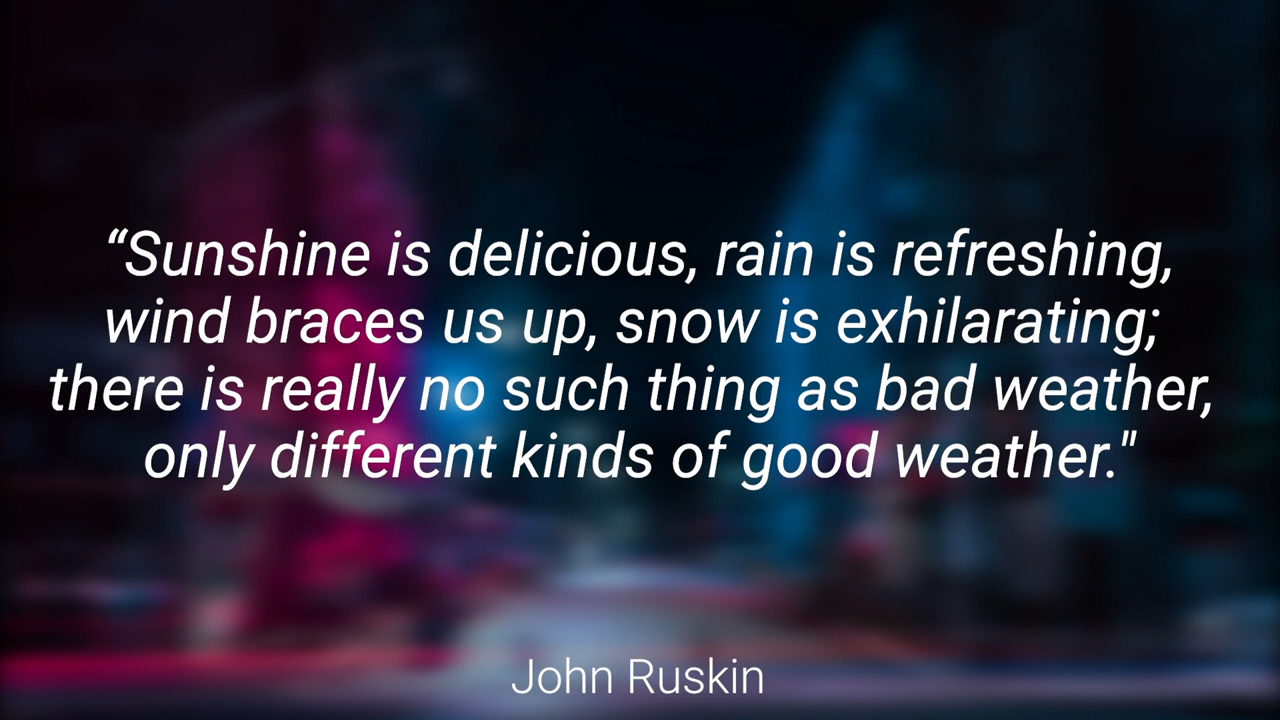 “Sunshine is delicious, rain is refreshing,
wind braces us up, snow is exhilarating;
there is really no such thing as bad weather,
only different kinds of good weather."
John Ruskin